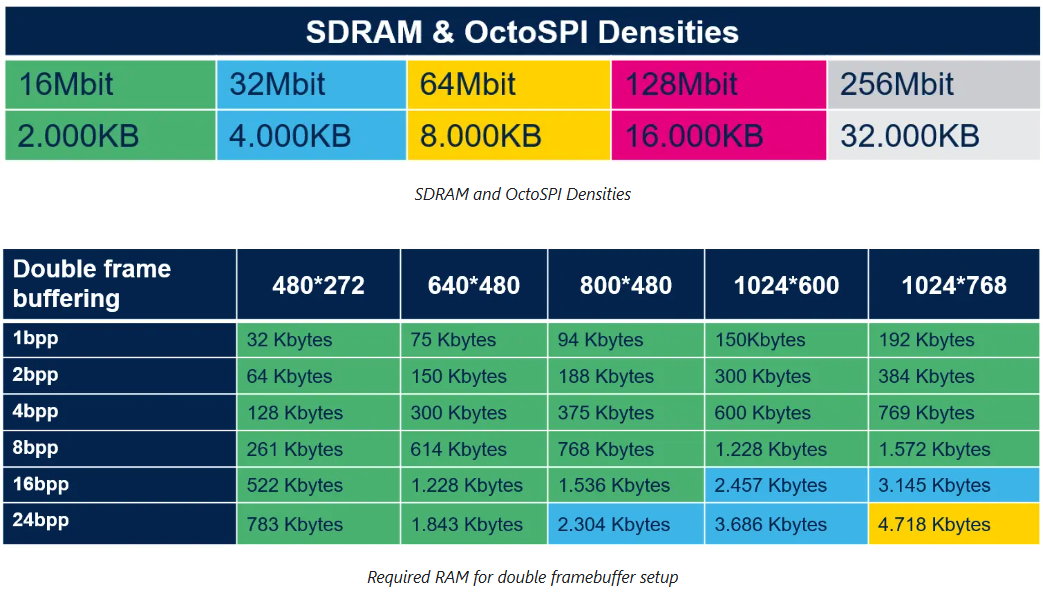 SDRAM & OctoSPI Densities
16Mbit 32Mbit 64Mbit 128Mbit 256Mbit
2.000KB 4.000KB 8.000KB 16.000KB 32.000KB
SDRAM and OctoSPI Densities
Double frame buffering 480*272 640*480 800*480 1024*600 1024*768
1bpp 32 Kbytes 75 Kbytes 94 Kbytes 150Kbytes 192 Kbytes
2bpp 64 Kbytes 150 Kbytes 188 Kbytes 300 Kbytes 384 Kbytes
4bpp 128 Kbytes 300 Kbytes 375 Kbytes 600 Kbytes 769 Kbytes
8bpp 261 Kbytes 614 Kbytes 768 Kbytes 1.228 Kbytes 1.572 Kbytes
16bpp 522 Kbytes 1.228 Kbytes 1.536 Kbytes 2.457 Kbytes 3.145 Kbytes
24bpp 783 Kbytes 1.843 Kbytes 2.304 Kbytes 3.686 Kbytes 4.718 Kbytes
Required RAM for double framebuffer setup